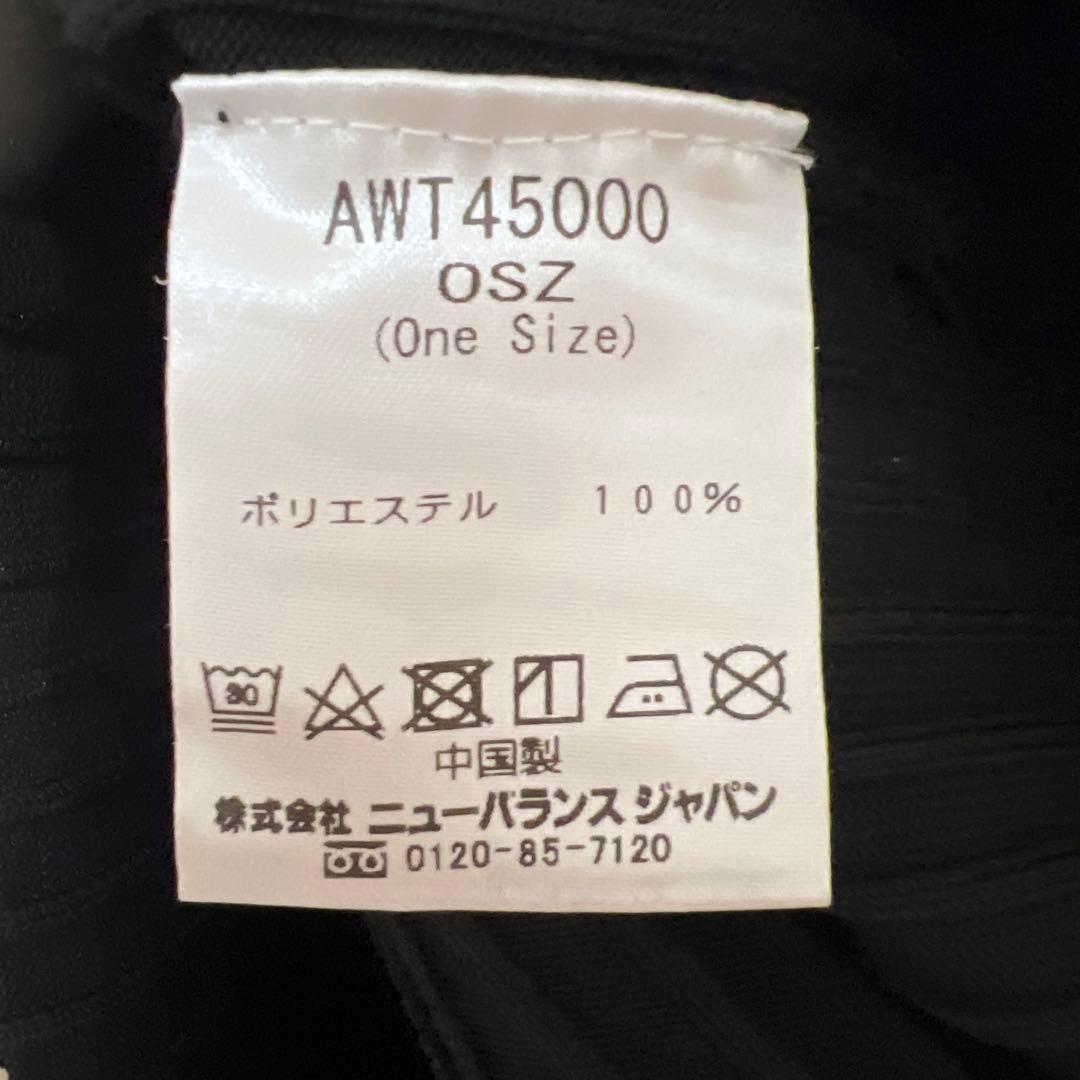 AWT45000
OSZ
(One Size)
ポリエステル 100%
30
中国製
株式会社 ニューバランス ジャパン
0120-85-7120